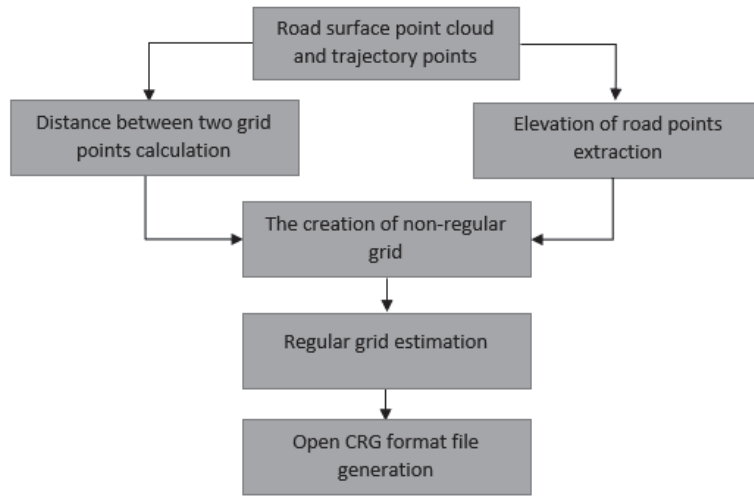 Road surface point cloud
and trajectory points
Distance between two grid
points calculation
Elevation of road points
extraction
The creation of non-regular
grid
Regular grid estimation
Open CRG format file
generation